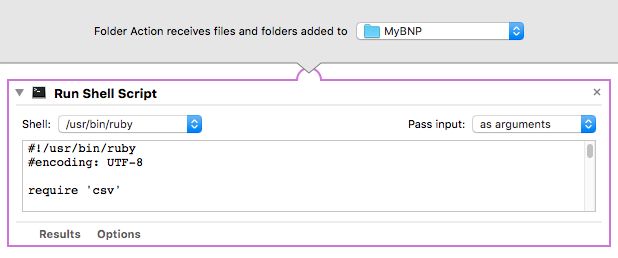 Folder Action receives files and folders added to MyBNP
Run Shell Script
Shell: /usr/bin/ruby Pass input: as arguments
#!/usr/bin/ruby
#encoding: UTF-8
require 'csv'
Results Options